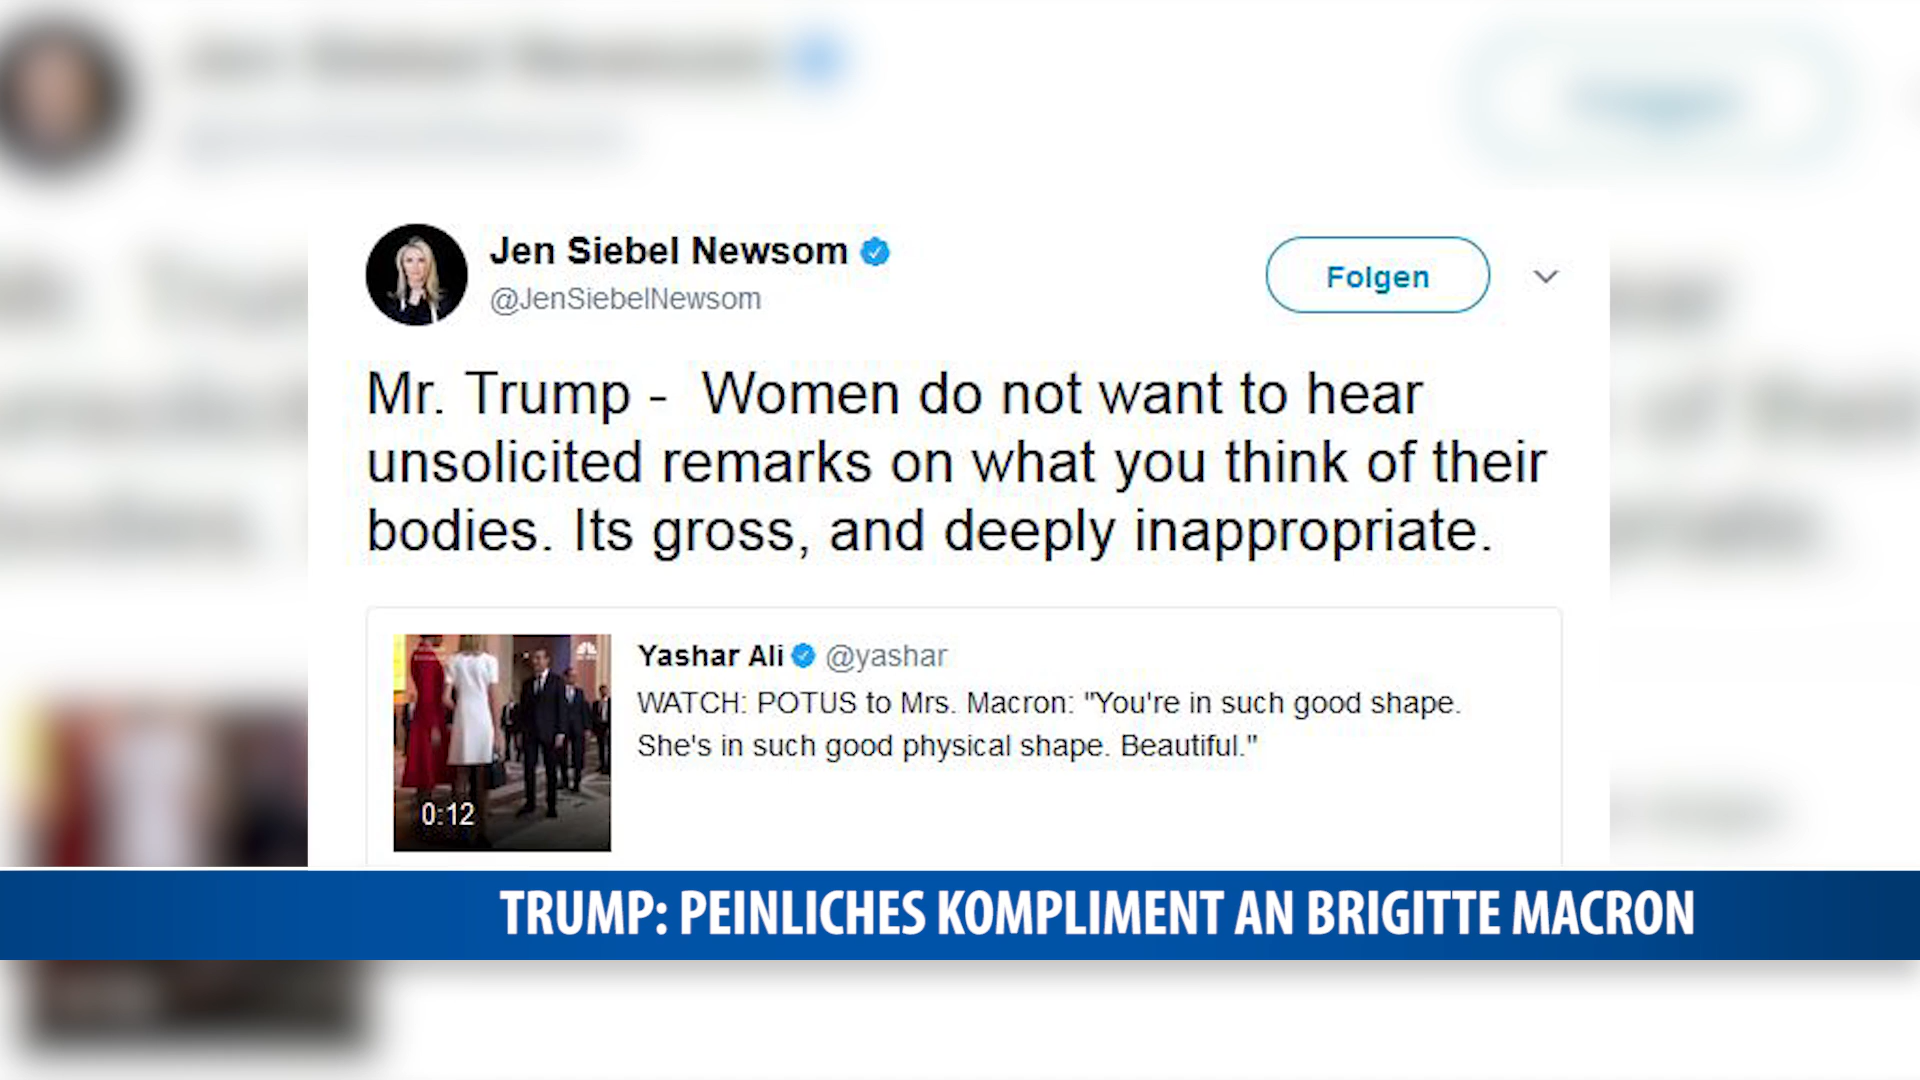 Jen Siebel Newsom
@JenSiebelNewsom
Folgen
Mr. Trump -  Women do not want to hear
unsolicited remarks on what you think of their
bodies. Its gross, and deeply inappropriate.
Yashar Ali @yashar
WATCH: POTUS to Mrs. Macron: "You're in such good shape.
She's in such good physical shape. Beautiful."
0:12
TRUMP: PEINLICHES KOMPLIMENT AN BRIGITTE MACRON